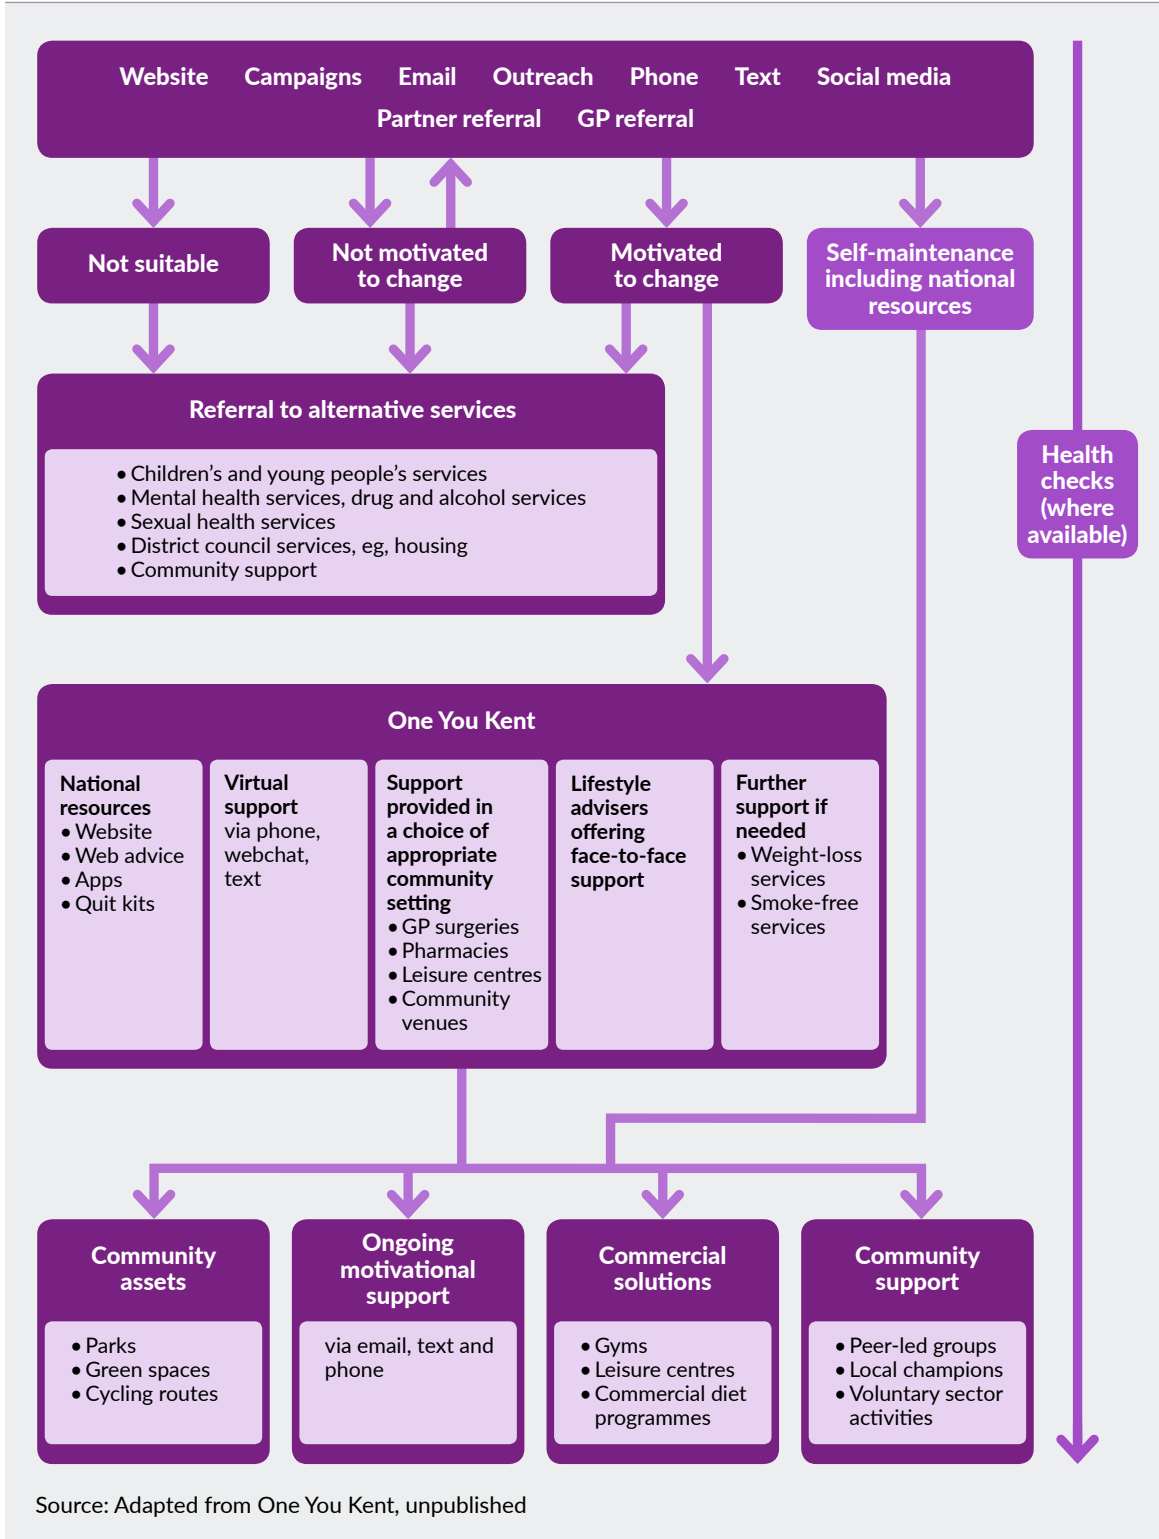 Website Campaigns Email Outreach Phone Text Social media
Partner referral GP referral
Not suitable
Not motivated
to change
Motivated
to change
Self-maintenance
including national
resources
Referral to alternative services
• Children’s and young people’s services
• Mental health services, drug and alcohol services
• Sexual health services
• District council services, eg, housing
• Community support
Health
checks
(where
available)
One You Kent
National
resources
• Website
• Web advice
• Apps
• Quit kits
Virtual
support
via phone,
webchat,
text
Support
provided in
a choice of
appropriate
community
setting
• GP surgeries
• Pharmacies
• Leisure centres
• Community
venues
Lifestyle
advisers
offering
face-to-face
support
Further
support if
needed
• Weight-loss
services
• Smoke-free
services
Community
assets
• Parks
• Green spaces
• Cycling routes
Ongoing
motivational
support
via email, text and
phone
Commercial
solutions
• Gyms
• Leisure centres
• Commercial diet
programmes
Community
support
• Peer-led groups
• Local champions
• Voluntary sector
activities
Source: Adapted from One You Kent, unpublished